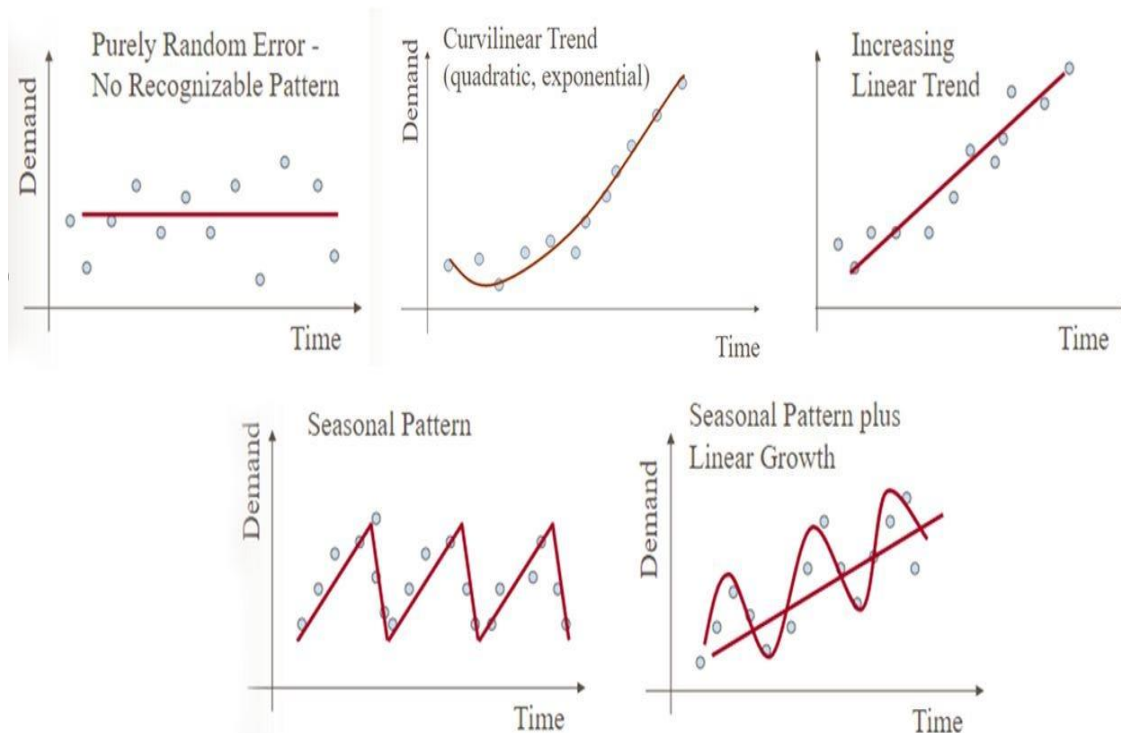 Purely Random Error -
No Recognizable Pattern
Demand
Time
Curvilinear Trend
(quadratic, exponential)
Demand
Time
Increasing
Linear Trend
Demand
Time
Seasonal Pattern
Demand
Time
Seasonal Pattern plus
Linear Growth
Demand
Time